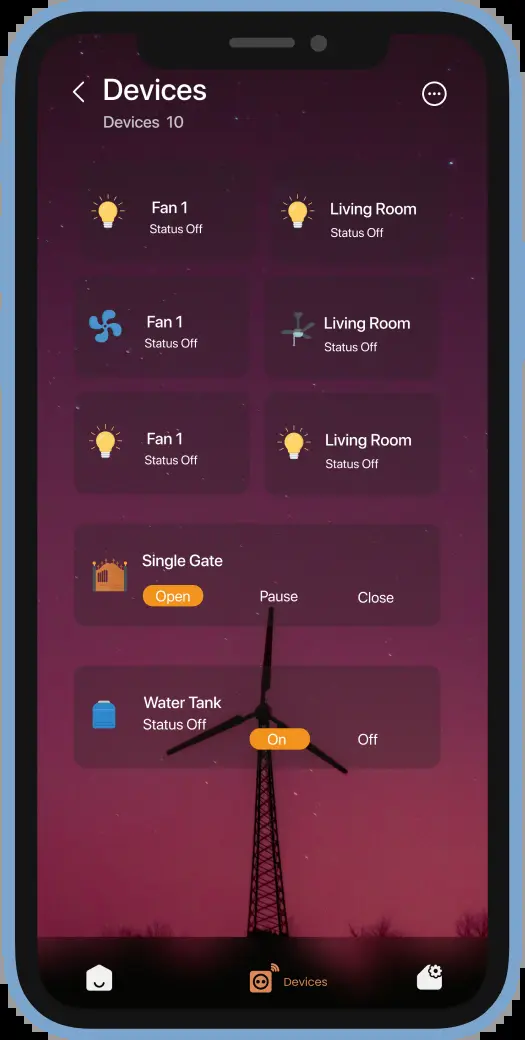 Devices
Devices 10
Fan 1
Status Off
Living Room
Status Off
Fan 1
Status Off
Living Room
Status Off
Fan 1
Status Off
Living Room
Status Off
Single Gate
Open Pause Close
Water Tank
Status Off
On Off
Devices